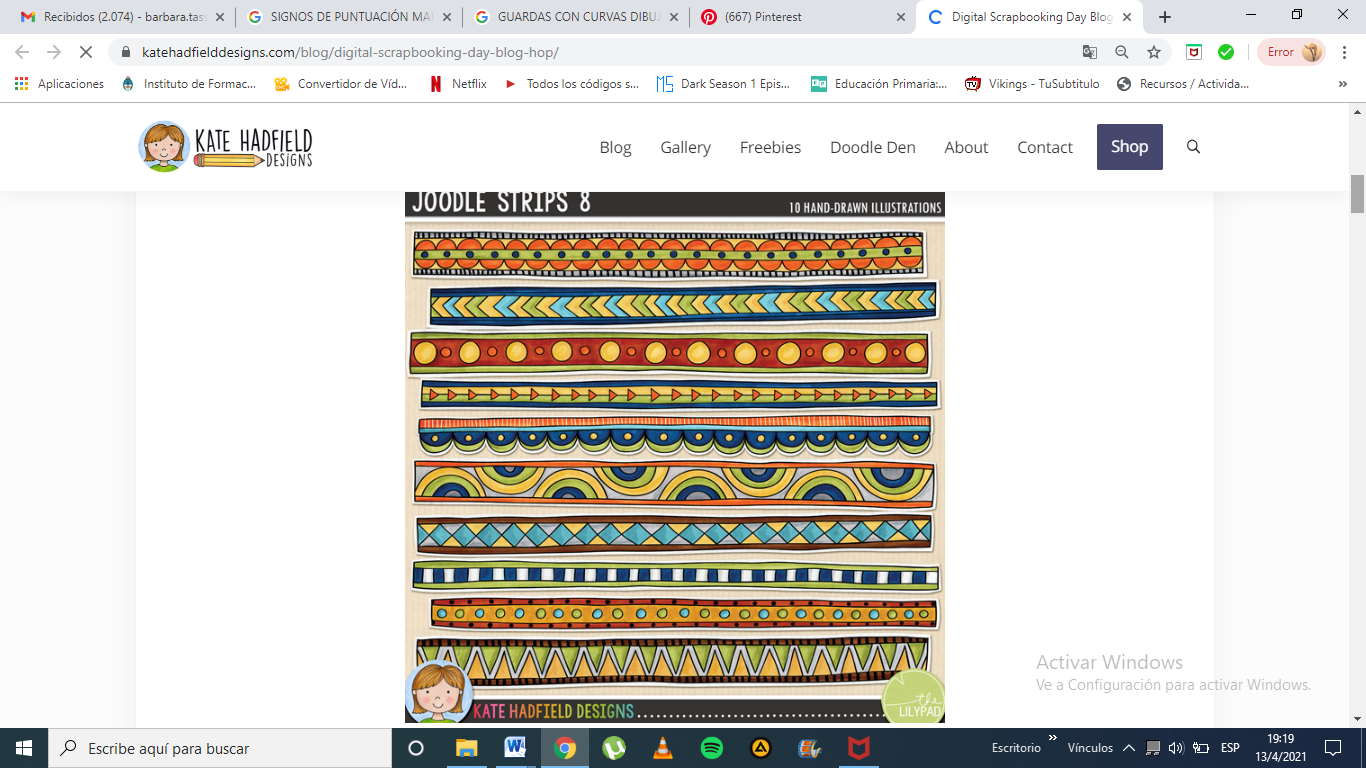 Recibidos (2.074) - barbara.tas
SIGNOS DE PUNTUACIÓN MA
GUARDAS CON CURVAS DIBU
(667) Pinterest
Digital Scrapbooking Day Blog
katehadfielddesigns.com/blog/digital-scrapbooking-day-blog-hop/
Error
Aplicaciones
Instituto de Formac...
Convertidor de Víd...
Netflix
Todos los códigos s...
Dark Season 1 Epis...
Educación Primaria:...
Vikings - TuSubtitulo
Recursos / Activida...
KATE HADFIELD
DESIGNS
Blog
Gallery
Freebies
Doodle Den
About
Contact
Shop
DOODLE STRIPS 8
10 HAND-DRAWN ILLUSTRATIONS
KATE HADFIELD DESIGNS
the
LILYPAD
Activar Windows
Ve a Configuración para activar Windows.
Escribe aquí para buscar
Escritorio
Vínculos
ESP
19:19
13/4/2021